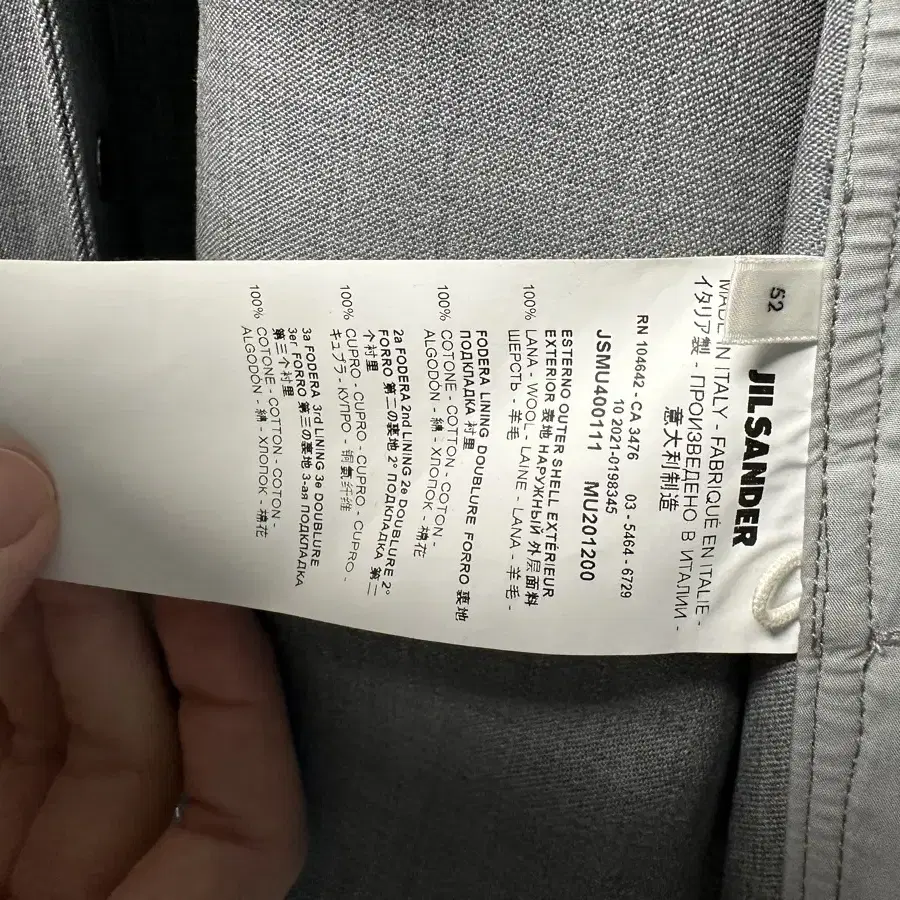 52
JIL SANDER
MADE IN ITALY - FABRIQUÉ EN ITALIE -
イタリア製 - ПРОИЗВЕДЕНО В ИТАЛИИ -
意大利制造
RN 104642 - CA 3476 03 - 5464 - 6729
10 2021-0198345
JSMU400111 MU201200
ESTERNO OUTER SHELL EXTÉRIEUR
EXTERIOR 表地 НАРУЖНЫЙ 外层面料
100% LANA - WOOL - LAINE - LANA - 羊毛 -
ШЕРСТЬ - 羊毛
FODERA LINING DOUBLURE FORRO 裏地
ПОДКЛАДКА 衬里
100% COTONE - COTTON - COTON -
ALGODÓN - 綿 - ХЛОПОК - 棉花
2a FODERA 2nd LINING 2e DOUBLURE 2°
FORRO 第二の裏地 2° ПОДКЛАДКА 第二
个衬里
100% CUPRO - CUPRO - CUPRO - CUPRO -
キュプラ - КУПРО - 铜氨纤维
3a FODERA 3rd LINING 3e DOUBLURE
3er FORRO 第三の裏地 3-ая ПОДКЛАДКА
第三个衬里
100% COTONE - COTTON - COTON -
ALGODÓN - 綿 - ХЛОПОК - 棉花